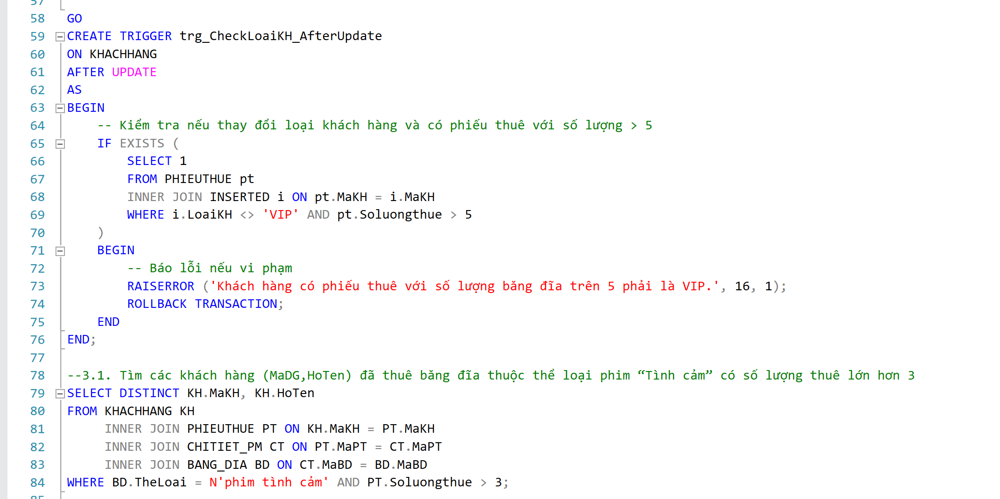 57
58 GO
59 CREATE TRIGGER trg_CheckLoaiKH_AfterUpdate
60 ON KHACHHANG
61 AFTER UPDATE
62 AS
63 BEGIN
64 -- Kiểm tra nếu thay đổi loại khách hàng và có phiếu thuê với số lượng > 5
65 IF EXISTS (
66 SELECT 1
67 FROM PHIEUTHUE pt
68 INNER JOIN INSERTED i ON pt.MaKH = i.MaKH
69 WHERE i.LoaiKH <> 'VIP' AND pt.Soluongthue > 5
70 )
71 BEGIN
72 -- Báo lỗi nếu vi phạm
73 RAISERROR ('Khách hàng có phiếu thuê với số lượng băng đĩa trên 5 phải là VIP.', 16, 1);
74 ROLLBACK TRANSACTION;
75 END
76 END;
77
78 --3.1. Tìm các khách hàng (MaDG,HoTen) đã thuê băng đĩa thuộc thể loại phim “Tình cảm” có số lượng thuê lớn hơn 3
79 SELECT DISTINCT KH.MaKH, KH.HoTen
80 FROM KHACHHANG KH
81 INNER JOIN PHIEUTHUE PT ON KH.MaKH = PT.MaKH
82 INNER JOIN CHITIET_PM CT ON PT.MaPT = CT.MaPT
83 INNER JOIN BANG_DIA BD ON CT.MaBD = BD.MaBD
84 WHERE BD.TheLoai = N'phim tình cảm' AND PT.Soluongthue > 3;
85